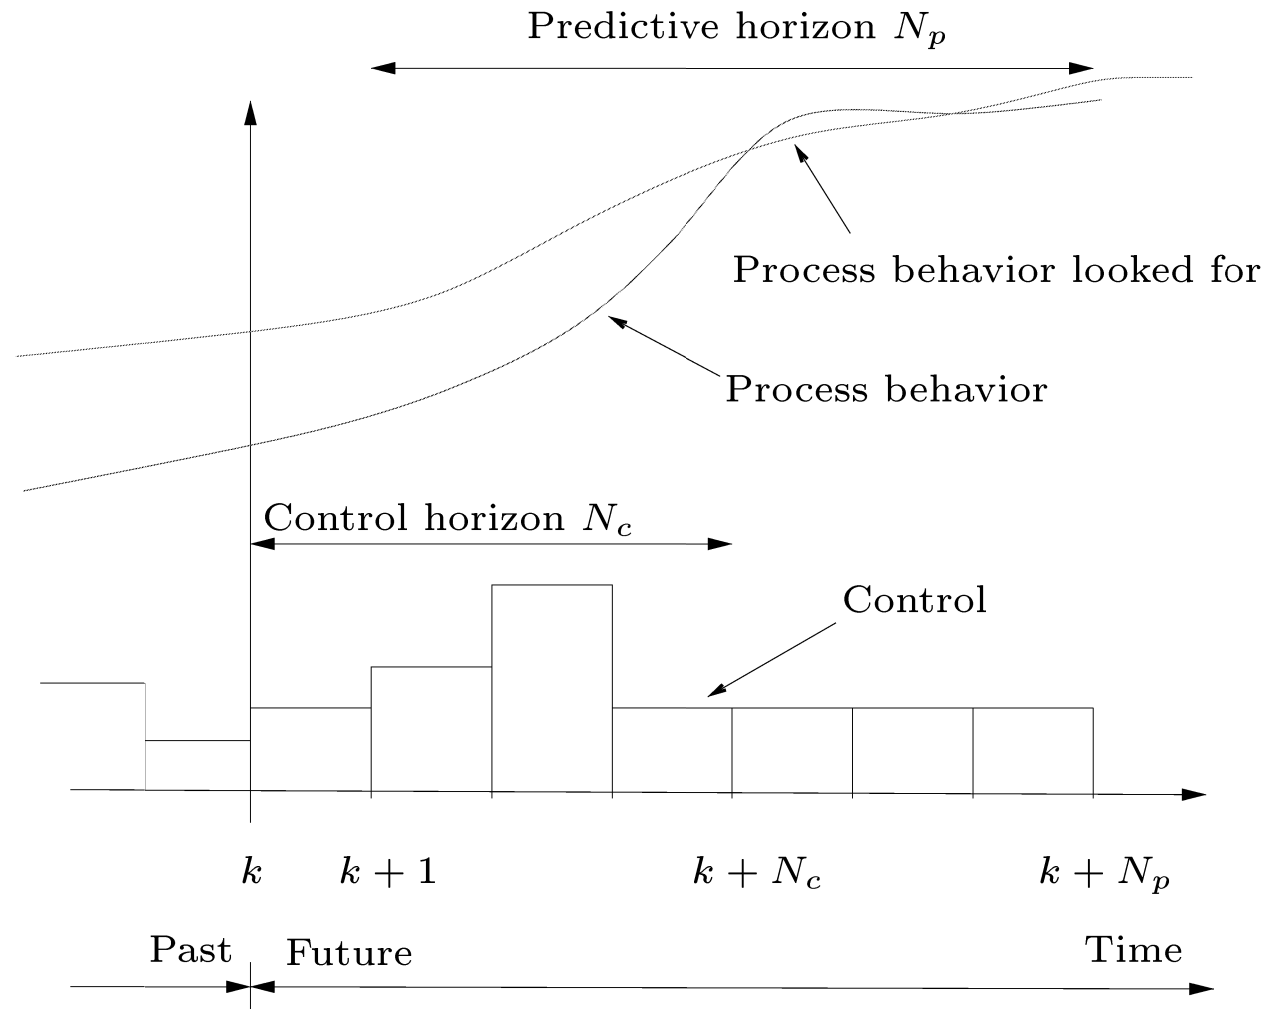 Predictive horizon N_p
Process behavior looked for
Process behavior
Control horizon N_c
Control
k
k + 1
k + N_c
k + N_p
Past
Future
Time